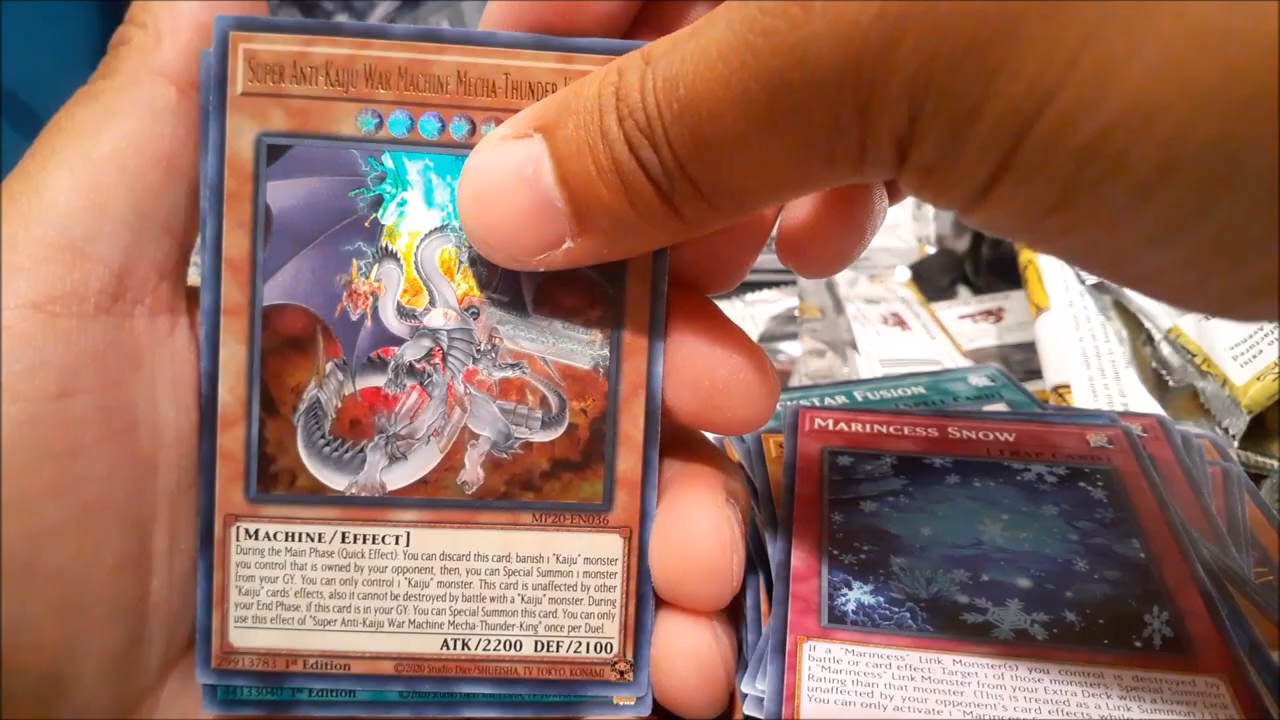 Super Anti-Kaiju War Machine Mecha-Thunder
MP20-EN036
[Machine/Effect]
During the Main Phase (Quick Effect): You can discard this card; banish 1 "Kaiju" monster
you control that is owned by your opponent, then, you can Special Summon 1 monster
from your GY. You can only control 1 "Kaiju" monster. This card is unaffected by other
"Kaiju" cards' effects, also it cannot be destroyed by battle with a "Kaiju" monster. During
your End Phase, if this card is in your GY: You can Special Summon this card. You can only
use this effect of "Super Anti-Kaiju War Machine Mecha-Thunder-King" once per Duel.
ATK/2200 DEF/2100
29913783 1st Edition ©2020 Studio Dice/SHUEISHA, TV TOKYO, KONAMI
44133040 1st Edition
kstar Fusion
[Spell Card]
Marincess Snow
[Trap Card]
If a "Marincess" Link Monster(s) you control is destroyed by
battle or card effect: Target 1 of those monsters; Special Summon
1 "Marincess" Link Monster from your Extra Deck with a lower Link
Rating than that monster. (This is treated as a Link Summon.)
unaffected by your opponent's card effects
You can only activate 1 "Marincess Snow"